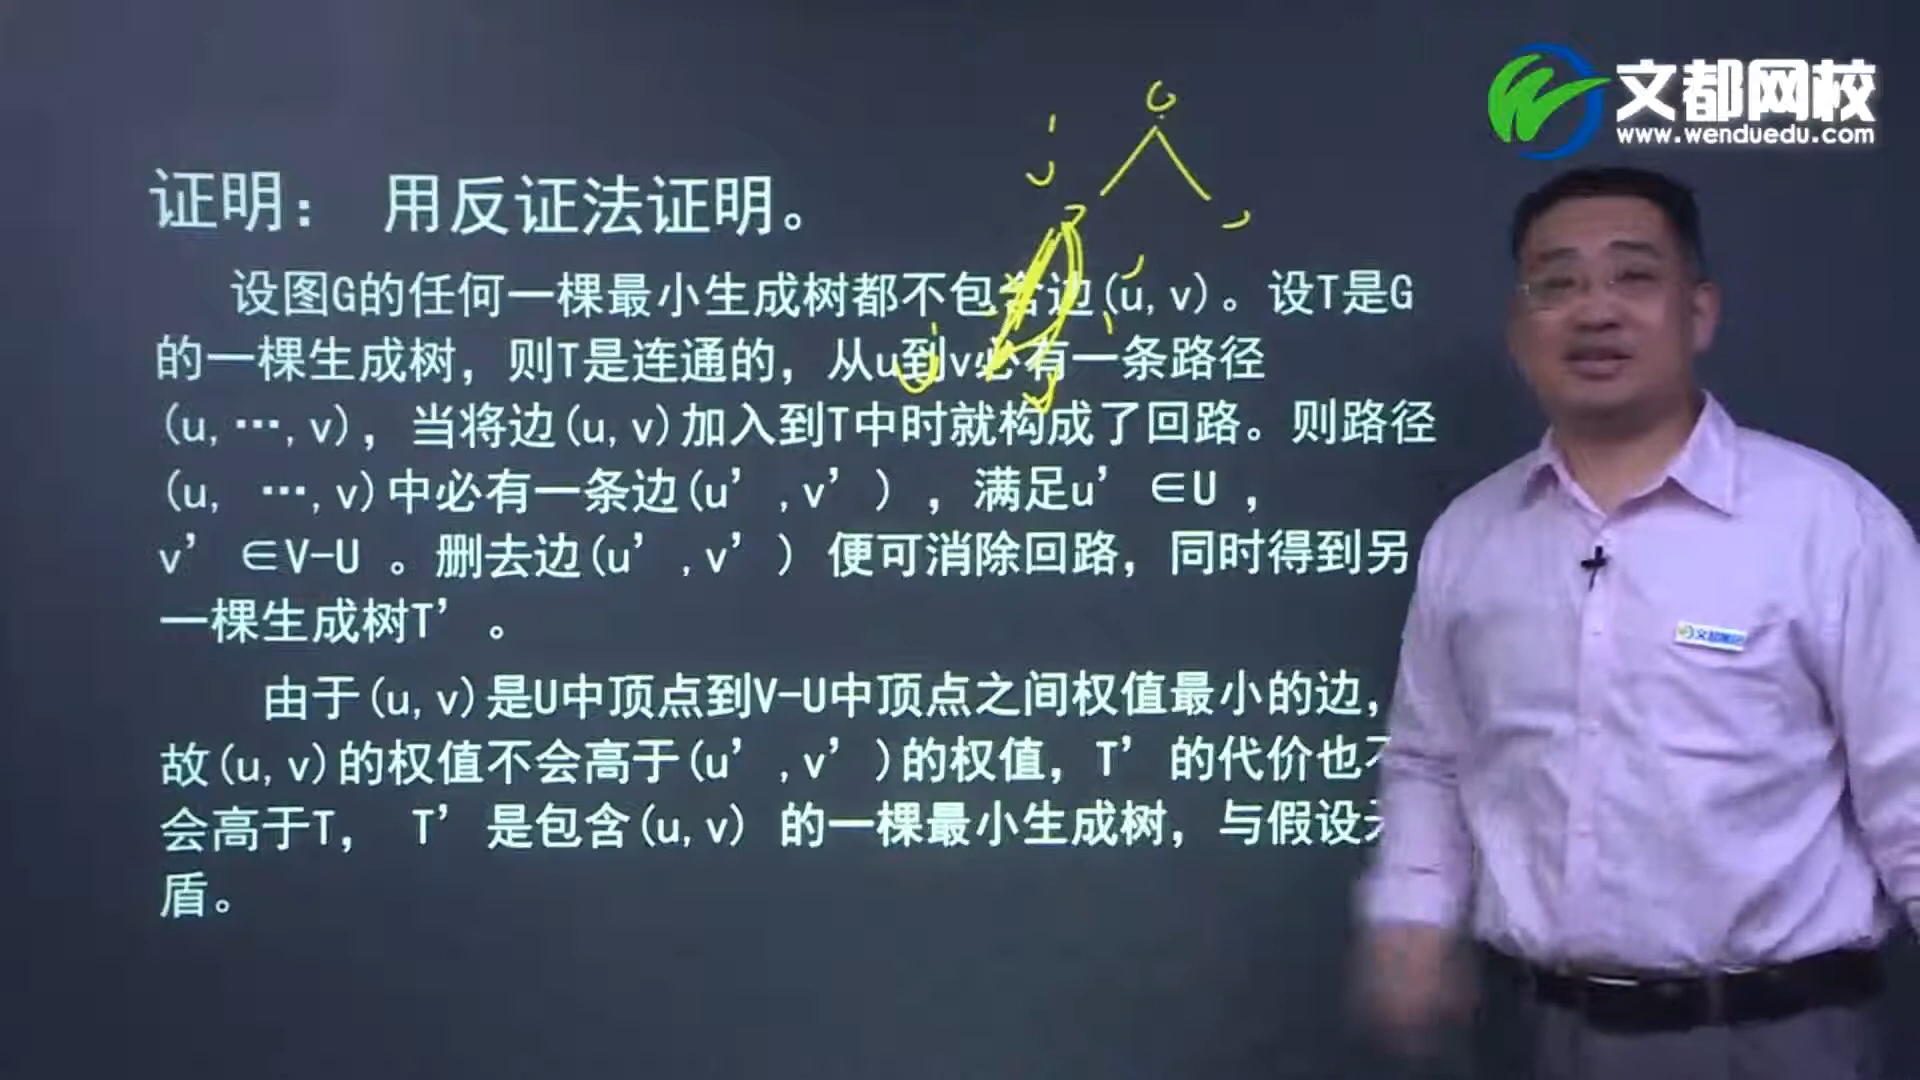 文都网校
www.wenduedu.com
证明： 用反证法证明。
设图G的任何一棵最小生成树都不包含边(u,v)。设T是G
的一棵生成树，则T是连通的，从u到v必有一条路径
(u,…,v)，当将边(u,v)加入到T中时就构成了回路。则路径
(u, …,v)中必有一条边(u’,v’) ，满足u’∈U ，
v’∈V-U 。删去边(u’,v’) 便可消除回路，同时得到另
一棵生成树T’。
由于(u,v)是U中顶点到V-U中顶点之间权值最小的边，
故(u,v)的权值不会高于(u’,v’)的权值，T’的代价也
会高于T， T’是包含(u,v) 的一棵最小生成树，与假设
盾。